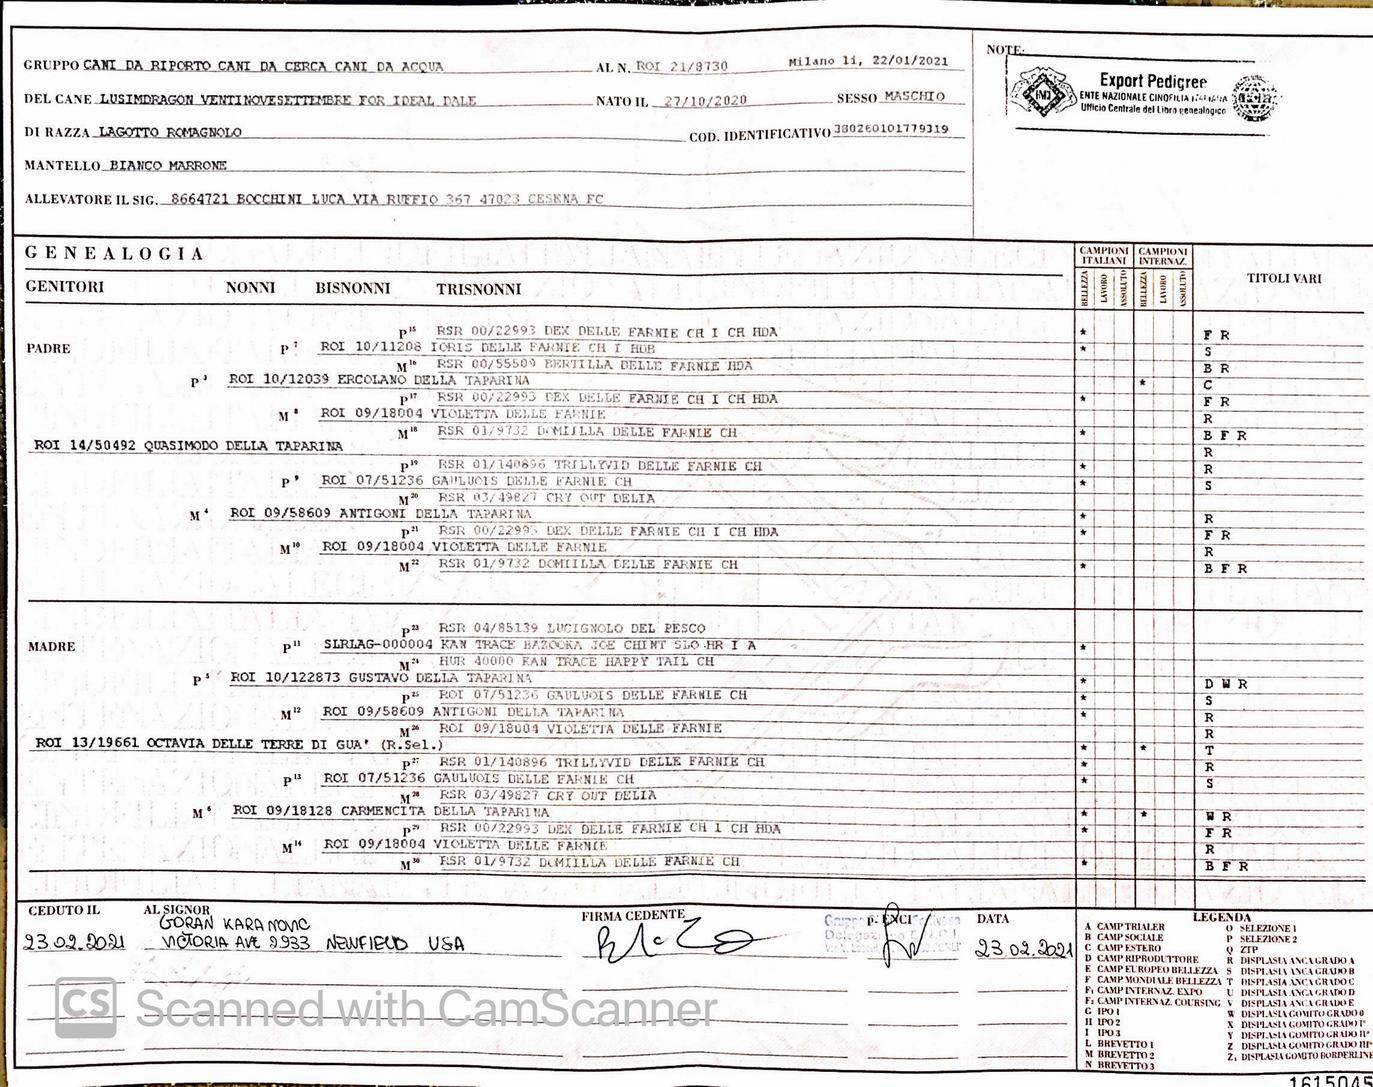 GRUPPO CANI DA RIPORTO CANI DA CERCA CANI DA ACQUA AL N. ROI 21/8730 Milano li, 22/01/2021
DEL CANE LUSIMDRAGON VENTINOVESETTEMBRE FOR IDEAL DALE NATO IL 27/10/2020 SESSO MASCHIO
DI RAZZA LAGOTTO ROMAGNOLO COD. IDENTIFICATIVO 380260101779319
MANTELLO BIANCO MARRONE
ALLEVATORE IL SIG. 8664721 BOCCHINI LUCA VIA RUFFIO 367 47023 CESENA FC
NOTE:
Export Pedigree
ENTE NAZIONALE CINOFILIA ITALIANA
Ufficio Centrale del Libro genealogico
GENEALOGIA
CAMPIONI ITALIANI CAMPIONI INTERNAZ.
GENITORI NONNI BISNONNI TRISNONNI BELLEZZA LAVORO ASSOLUTO BELLEZZA LAVORO ASSOLUTO TITOLI VARI
P15 RSR 00/22993 DEX DELLE FARNIE CH I CH HDA * F R
PADRE P7 ROI 10/11208 IORIS DELLE FARNIE CH I HDB * S
M16 RSR 00/55509 BERTILLA DELLE FARNIE HDA B R
P3 ROI 10/12039 ERCOLANO DELLA TAPARINA * C
P17 RSR 00/22993 DEX DELLE FARNIE CH I CH HDA * F R
M8 ROI 09/18004 VIOLETTA DELLE FARNIE R
M18 RSR 01/9732 DOMIILLA DELLE FARNIE CH * B F R
ROI 14/50492 QUASIMODO DELLA TAPARINA R
P19 RSR 01/140896 TRILLYVID DELLE FARNIE CH * R
P9 ROI 07/51236 GAULUOIS DELLE FARNIE CH * S
M20 RSR 03/49827 CRY OUT DELIA
M4 ROI 09/58609 ANTIGONI DELLA TAPARINA * R
P21 RSR 00/22993 DEX DELLE FARNIE CH I CH HDA * F R
M10 ROI 09/18004 VIOLETTA DELLE FARNIE R
M22 RSR 01/9732 DOMIILLA DELLE FARNIE CH * B F R
P23 RSR 04/85139 LUCIGNOLO DEL PESCO
MADRE P11 SLRLAG-000004 KAN TRACE BAZOOKA JOE CHINT SLO HR I A *
M24 HUR 40000 KAN TRACE HAPPY TAIL CH
P5 ROI 10/122873 GUSTAVO DELLA TAPARINA * D W R
P25 ROI 07/51236 GAULUOIS DELLE FARNIE CH * S
M12 ROI 09/58609 ANTIGONI DELLA TAPARINA * R
M26 ROI 09/18004 VIOLETTA DELLE FARNIE R
ROI 13/19661 OCTAVIA DELLE TERRE DI GUA' (R.Sel.) * * T
P27 RSR 01/140896 TRILLYVID DELLE FARNIE CH * R
P13 ROI 07/51236 GAULUOIS DELLE FARNIE CH * S
M28 RSR 03/49827 CRY OUT DELIA
M6 ROI 09/18128 CARMENCITA DELLA TAPARINA * * W R
P29 RSR 00/22993 DEX DELLE FARNIE CH I CH HDA * F R
M14 ROI 09/18004 VIOLETTA DELLE FARNIE R
M30 RSR 01/9732 DOMIILLA DELLE FARNIE CH * B F R
CEDUTO IL AL SIGNOR FIRMA CEDENTE p. ENCI DATA
GORAN KARANOVIC
23.02.2021 VICTORIA AVE 2933 NEWFIELD USA 23.02.2021
LEGENDA
A CAMP TRIALER O SELEZIONE 1
B CAMP SOCIALE P SELEZIONE 2
C CAMP ESTERO Q ZTP
D CAMP RIPRODUTTORE R DISPLASIA ANCA GRADO A
E CAMP EUROPEO BELLEZZA S DISPLASIA ANCA GRADO B
F CAMP MONDIALE BELLEZZA T DISPLASIA ANCA GRADO C
F1 CAMP INTERNAZ. EXPO U DISPLASIA ANCA GRADO D
F2 CAMP INTERNAZ. COURSING V DISPLASIA ANCA GRADO E
G IPO 1 W DISPLASIA GOMITO GRADO 0
H IPO 2 X DISPLASIA GOMITO GRADO I°
I IPO 3 Y DISPLASIA GOMITO GRADO II°
L BREVETTO 1 Z DISPLASIA GOMITO GRADO III°
M BREVETTO 2 Z1 DISPLASIA GOMITO BORDERLINE
N BREVETTO 3
CS Scanned with CamScanner
1615045